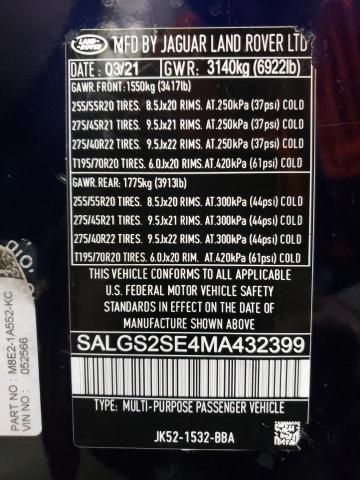 LAND ROVER
MFD BY JAGUAR LAND ROVER LTD
DATE: 03/21 GWR: 3140kg (6922lb)
GAWR.FRONT: 1550kg (3417lb)
255/55R20 TIRES. 8.5Jx20 RIMS.AT.250kPa (37psi) COLD
275/45R21 TIRES. 9.5Jx21 RIMS.AT.250kPa (37psi) COLD
275/40R22 TIRES. 9.5Jx22 RIMS.AT.250kPa (37psi) COLD
T195/70R20 TIRES. 6.0Jx20 RIMS.AT.420kPa (61psi) COLD
GAWR.REAR: 1775kg (3913lb)
255/55R20 TIRES. 8.5Jx20 RIMS.AT.300kPa (44psi) COLD
275/45R21 TIRES. 9.5Jx21 RIMS.AT.300kPa (44psi) COLD
275/40R22 TIRES. 9.5Jx22 RIMS.AT.300kPa (44psi) COLD
T195/70R20 TIRES. 6.0Jx20 RIMS.AT.420kPa (61psi) COLD
THIS VEHICLE CONFORMS TO ALL APPLICABLE
U.S. FEDERAL MOTOR VEHICLE SAFETY
STANDARDS IN EFFECT ON THE DATE OF
MANUFACTURE SHOWN ABOVE.
SALGS2SE4MA432399
TYPE: MULTI-PURPOSE PASSENGER VEHICLE
JK52-1532-BBA
PART NO: M8E2-1A552-KC
VIN NO: 052566